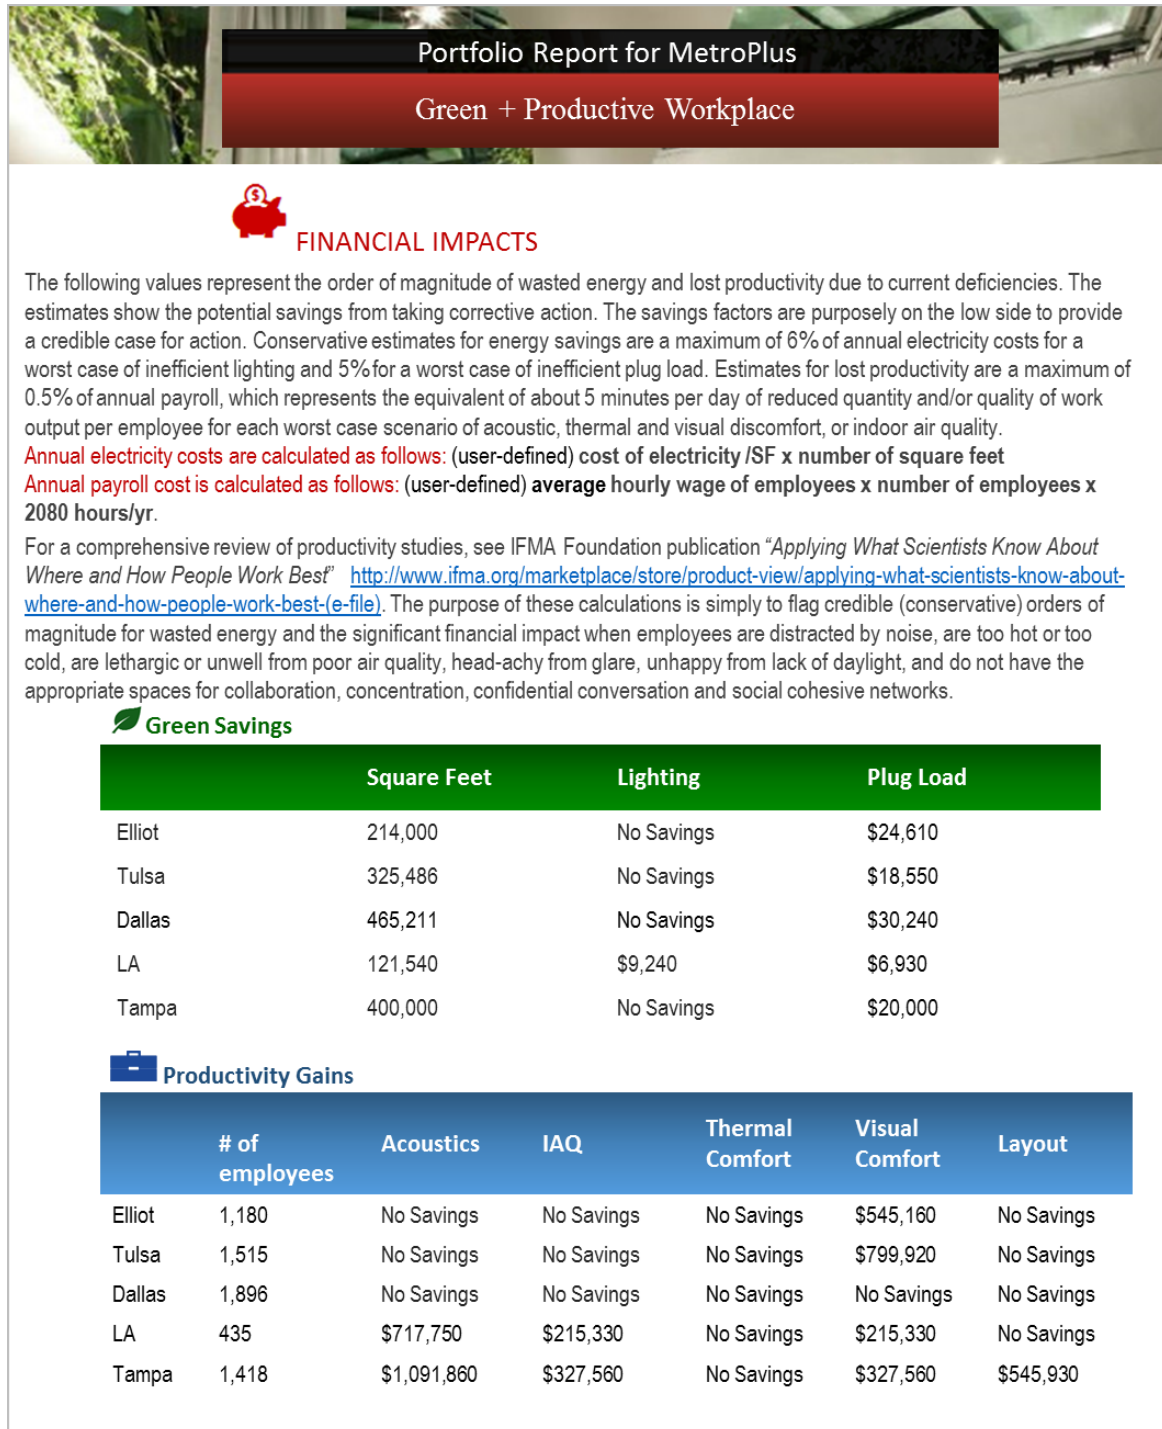 Portfolio Report for MetroPlus
Green + Productive Workplace
FINANCIAL IMPACTS
The following values represent the order of magnitude of wasted energy and lost productivity due to current deficiencies. The
estimates show the potential savings from taking corrective action. The savings factors are purposely on the low side to provide
a credible case for action. Conservative estimates for energy savings are a maximum of 6% of annual electricity costs for a
worst case of inefficient lighting and 5% for a worst case of inefficient plug load. Estimates for lost productivity are a maximum of
0.5% of annual payroll, which represents the equivalent of about 5 minutes per day of reduced quantity and/or quality of work
output per employee for each worst case scenario of acoustic, thermal and visual discomfort, or indoor air quality.
Annual electricity costs are calculated as follows: (user-defined) cost of electricity /SF x number of square feet
Annual payroll cost is calculated as follows: (user-defined) average hourly wage of employees x number of employees x
2080 hours/yr.
For a comprehensive review of productivity studies, see IFMA Foundation publication “Applying What Scientists Know About
Where and How People Work Best” http://www.ifma.org/marketplace/store/product-view/applying-what-scientists-know-about-
where-and-how-people-work-best-(e-file). The purpose of these calculations is simply to flag credible (conservative) orders of
magnitude for wasted energy and the significant financial impact when employees are distracted by noise, are too hot or too
cold, are lethargic or unwell from poor air quality, head-achy from glare, unhappy from lack of daylight, and do not have the
appropriate spaces for collaboration, concentration, confidential conversation and social cohesive networks.
Green Savings
Square Feet Lighting Plug Load
Elliot 214,000 No Savings $24,610
Tulsa 325,486 No Savings $18,550
Dallas 465,211 No Savings $30,240
LA 121,540 $9,240 $6,930
Tampa 400,000 No Savings $20,000
Productivity Gains
# of employees Acoustics IAQ Thermal Comfort Visual Comfort Layout
Elliot 1,180 No Savings No Savings No Savings $545,160 No Savings
Tulsa 1,515 No Savings No Savings No Savings $799,920 No Savings
Dallas 1,896 No Savings No Savings No Savings No Savings No Savings
LA 435 $717,750 $215,330 No Savings $215,330 No Savings
Tampa 1,418 $1,091,860 $327,560 No Savings $327,560 $545,930